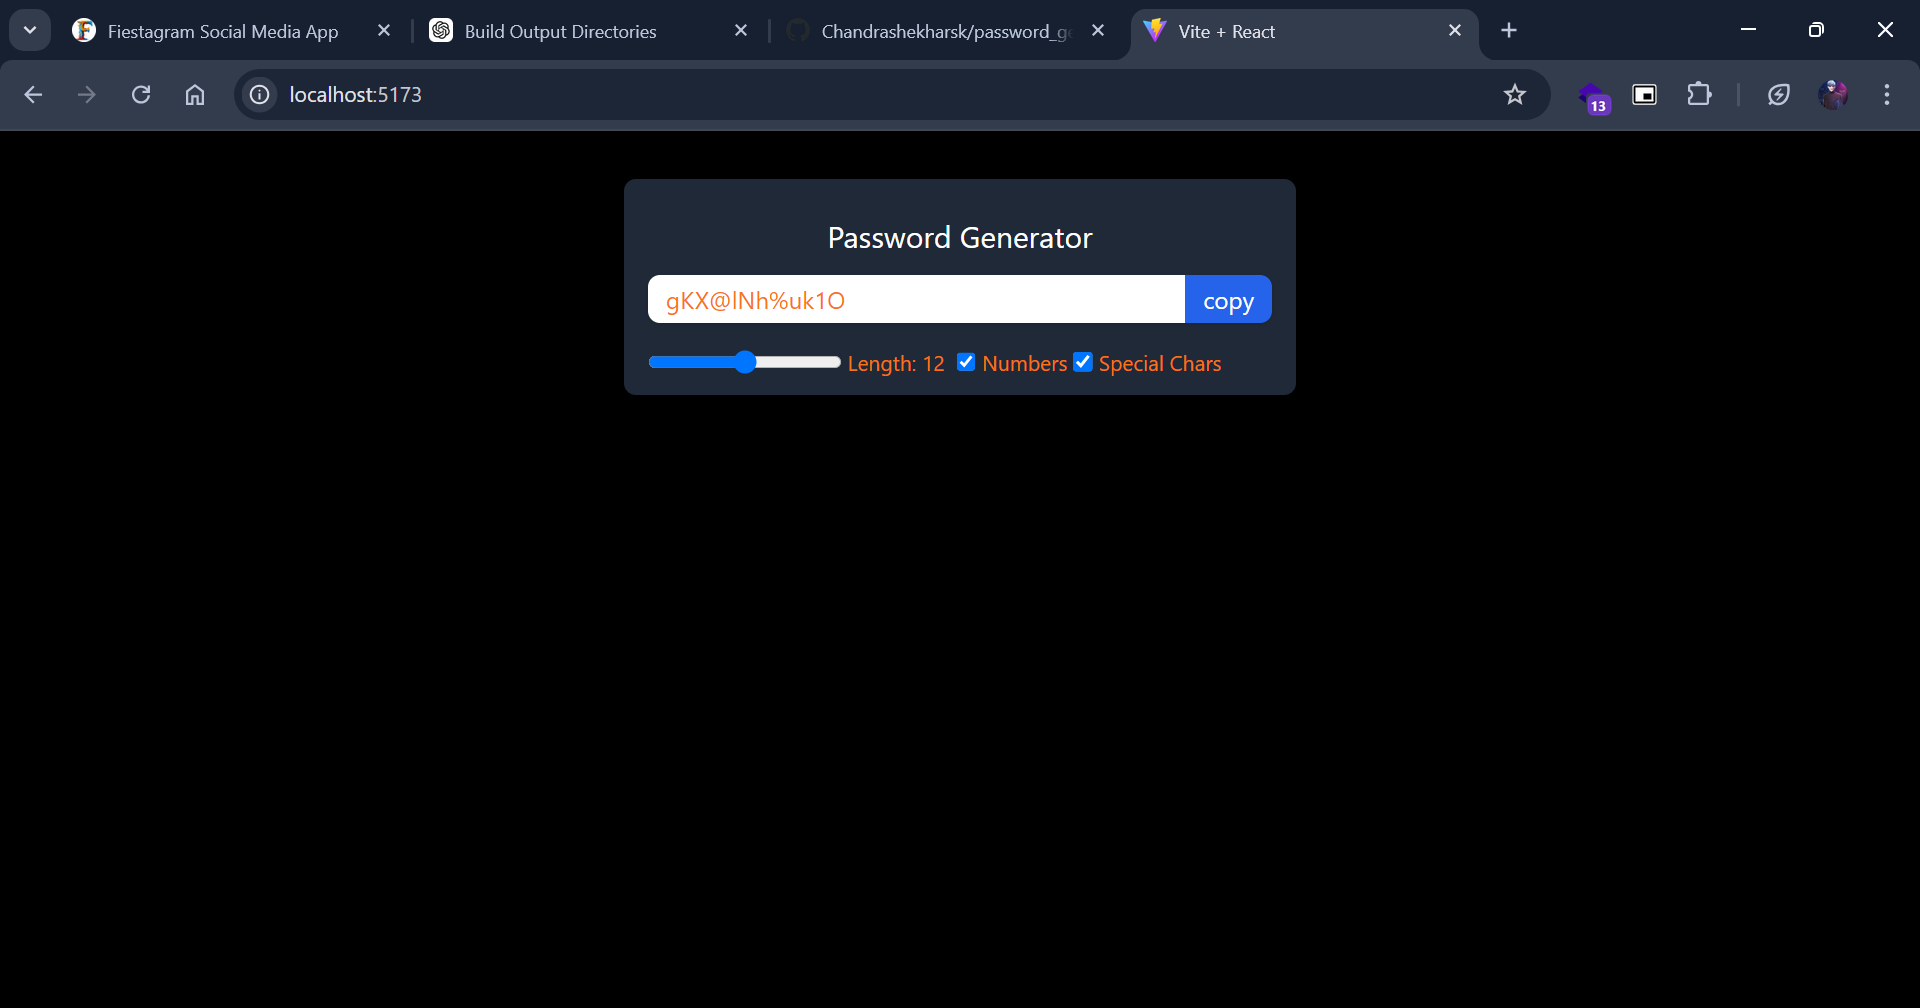 Fiestagram Social Media App
Build Output Directories
Chandrashekharsk/password_ge
Vite + React
localhost:5173
13
Password Generator
gKX@lNh%uk1O
copy
Length: 12 Numbers Special Chars